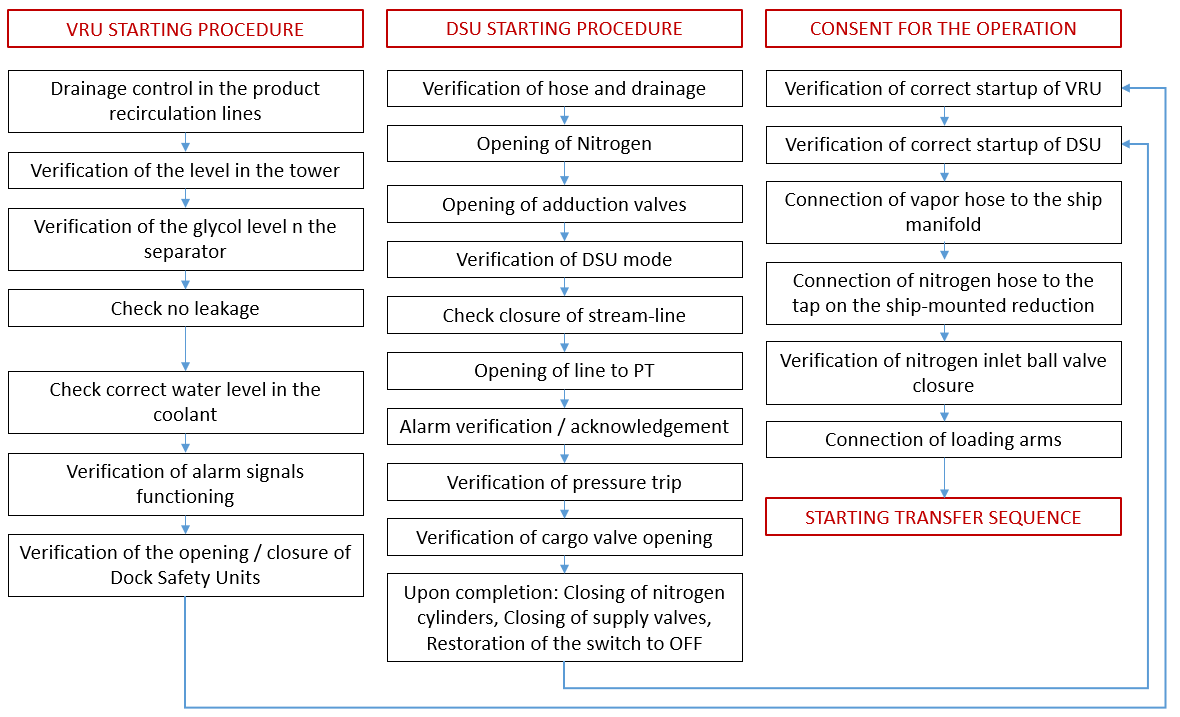 VRU STARTING PROCEDURE
Drainage control in the product
recirculation lines
Verification of the level in the tower
Verification of the glycol level n the
separator
Check no leakage
Check correct water level in the
coolant
Verification of alarm signals
functioning
Verification of the opening / closure of
Dock Safety Units
DSU STARTING PROCEDURE
Verification of hose and drainage
Opening of Nitrogen
Opening of adduction valves
Verification of DSU mode
Check closure of stream-line
Opening of line to PT
Alarm verification / acknowledgement
Verification of pressure trip
Verification of cargo valve opening
Upon completion: Closing of nitrogen
cylinders, Closing of supply valves,
Restoration of the switch to OFF
CONSENT FOR THE OPERATION
Verification of correct startup of VRU
Verification of correct startup of DSU
Connection of vapor hose to the ship
manifold
Connection of nitrogen hose to the
tap on the ship-mounted reduction
Verification of nitrogen inlet ball valve
closure
Connection of loading arms
STARTING TRANSFER SEQUENCE